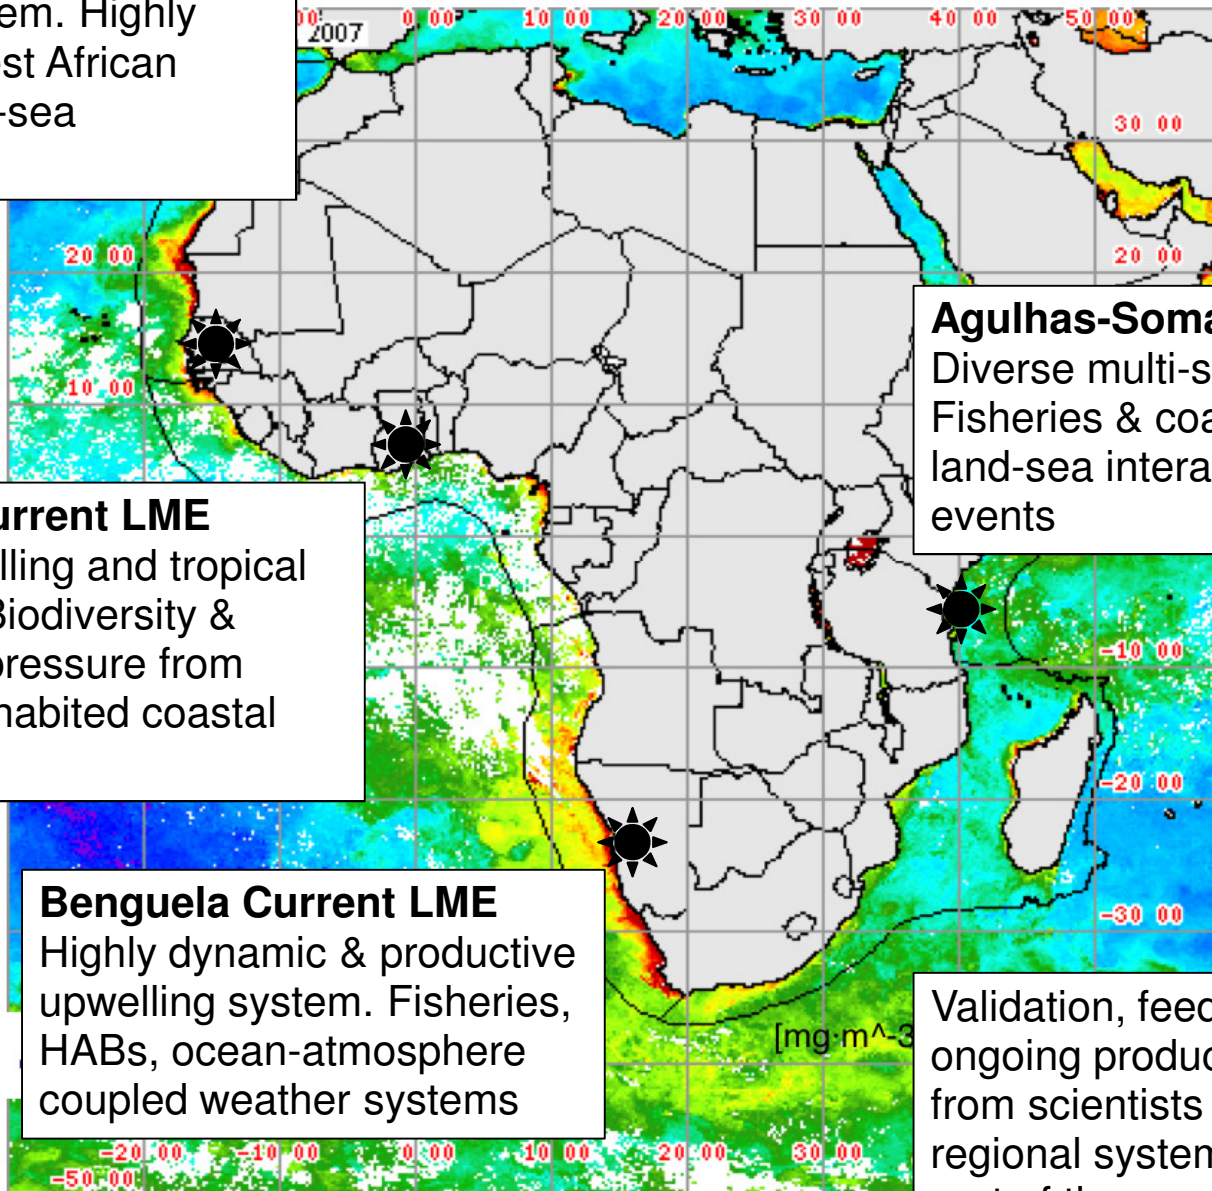 em. Highly
est African
-sea
00
0 00
10 00
20 00
30 00
40 00
50 00
2007
30 00
20 00
20 00
10 00
Agulhas-Soma
Diverse multi-s
Fisheries & coa
land-sea intera
events
urrent LME
lling and tropical
Biodiversity &
pressure from
nhabited coastal
-10 00
-20 00
-30 00
Benguela Current LME
Highly dynamic & productive
upwelling system. Fisheries,
HABs, ocean-atmosphere
coupled weather systems
[mg·m^-3
Validation, feed
ongoing produc
from scientists
regional system
-20 00
-10 00
0 00
10 00
20 00
30 00
-50 00